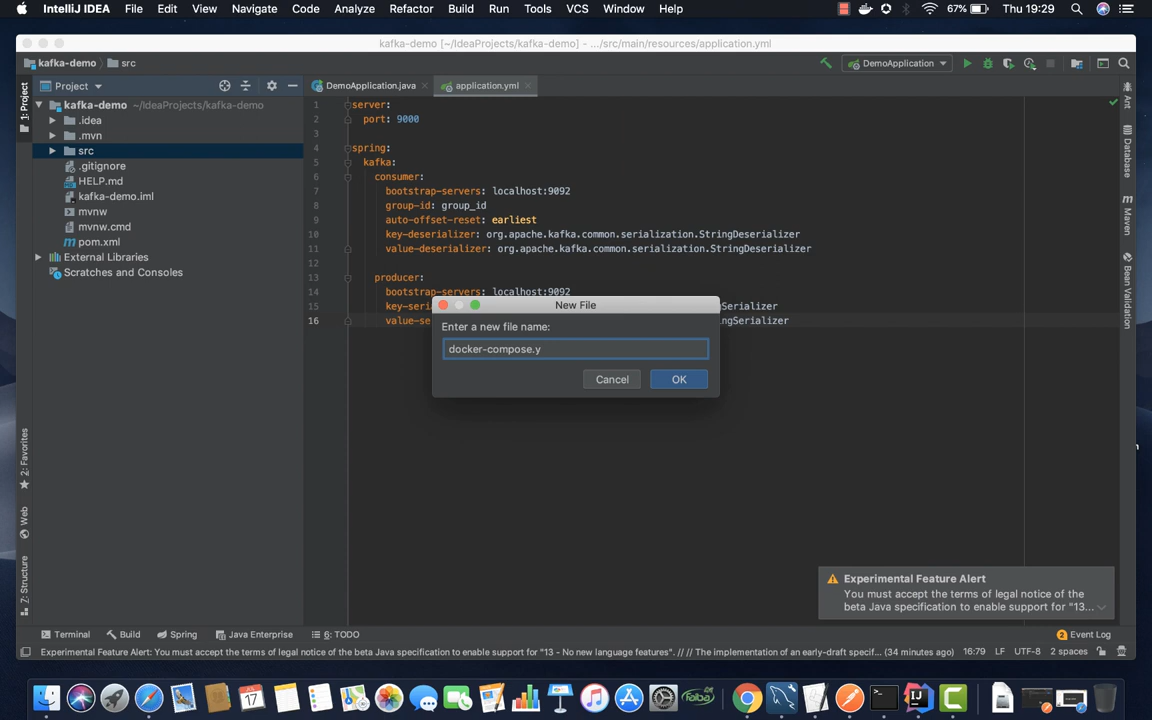 IntelliJ IDEA File Edit View Navigate Code Analyze Refactor Build Run Tools VCS Window Help 67% Thu 19:29
kafka-demo [~/IdeaProjects/kafka-demo] - .../src/main/resources/application.yml
kafka-demo src DemoApplication
Project DemoApplication.java application.yml
kafka-demo ~/IdeaProjects/kafka-demo
.idea
.mvn
src
.gitignore
HELP.md
kafka-demo.iml
mvnw
mvnw.cmd
pom.xml
External Libraries
Scratches and Consoles
1: Project
2: Favorites
Web
7: Structure
1 server:
2 port: 9000
3
4 spring:
5 kafka:
6 consumer:
7 bootstrap-servers: localhost:9092
8 group-id: group_id
9 auto-offset-reset: earliest
10 key-deserializer: org.apache.kafka.common.serialization.StringDeserializer
11 value-deserializer: org.apache.kafka.common.serialization.StringDeserializer
12
13 producer:
14 bootstrap-servers: localhost:9092
15 key-seria ngSerializer
16 value-se ngSerializer
New File
Enter a new file name:
docker-compose.y
Cancel OK
Ant
Database
Maven
Bean Validation
Experimental Feature Alert
You must accept the terms of legal notice of the
beta Java specification to enable support for "13...
Terminal Build Spring Java Enterprise 6: TODO 2 Event Log
Experimental Feature Alert: You must accept the terms of legal notice of the beta Java specification to enable support for "13 - No new language features". // // The implementation of an early-draft specif... (34 minutes ago) 16:79 LF UTF-8 2 spaces
17